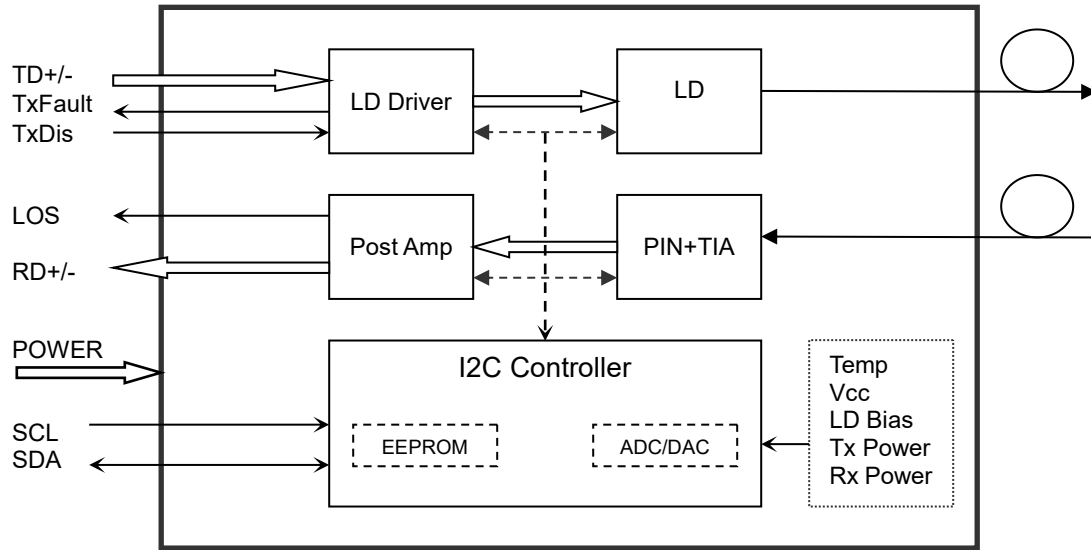 TD+/-
TxFault
TxDis
LD Driver
LD
LOS
RD+/-
Post Amp
PIN+TIA
POWER
SCL
SDA
I2C Controller
EEPROM
ADC/DAC
Temp
Vcc
LD Bias
Tx Power
Rx Power